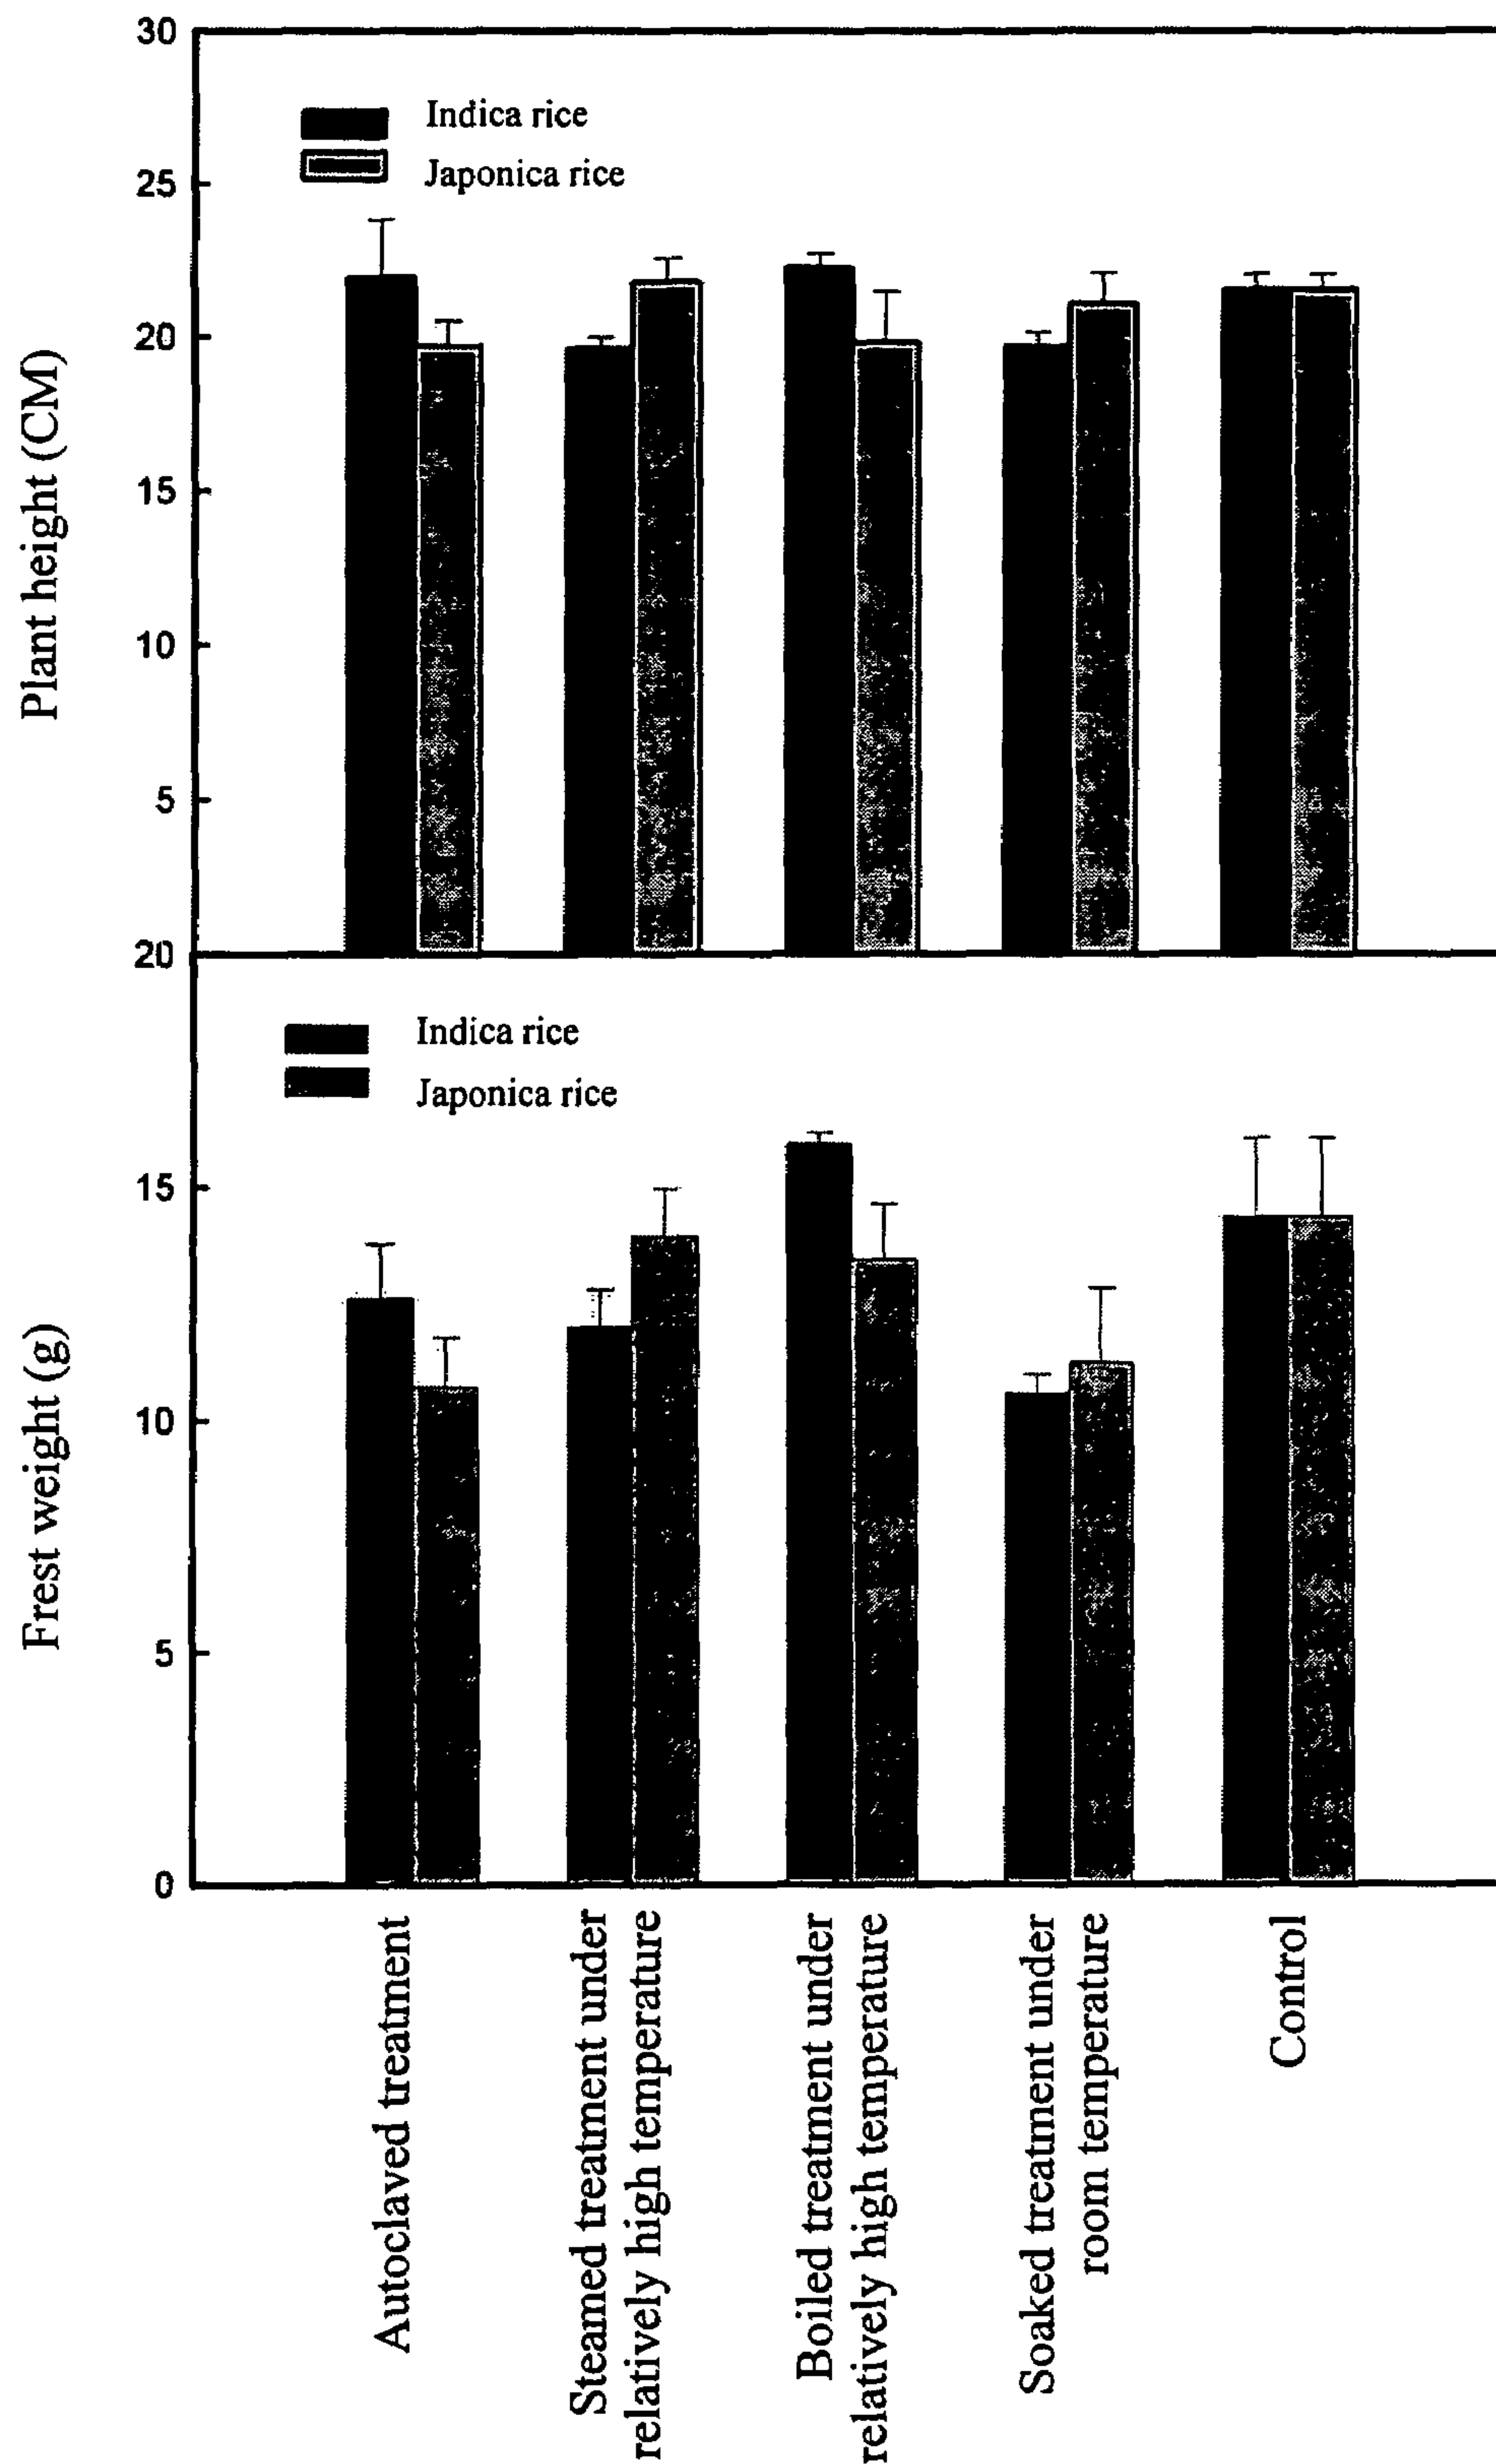 30
Indica rice
Japonica rice
25
20
15
10
5
Plant height (CM)
20
Indica rice
Japonica rice
15
10
5
0
Frest weight (g)
Autoclaved treatment
Steamed treatment under
relatively high temperature
Boiled treatment under
relatively high temperature
Soaked treatment under
room temperature
Control